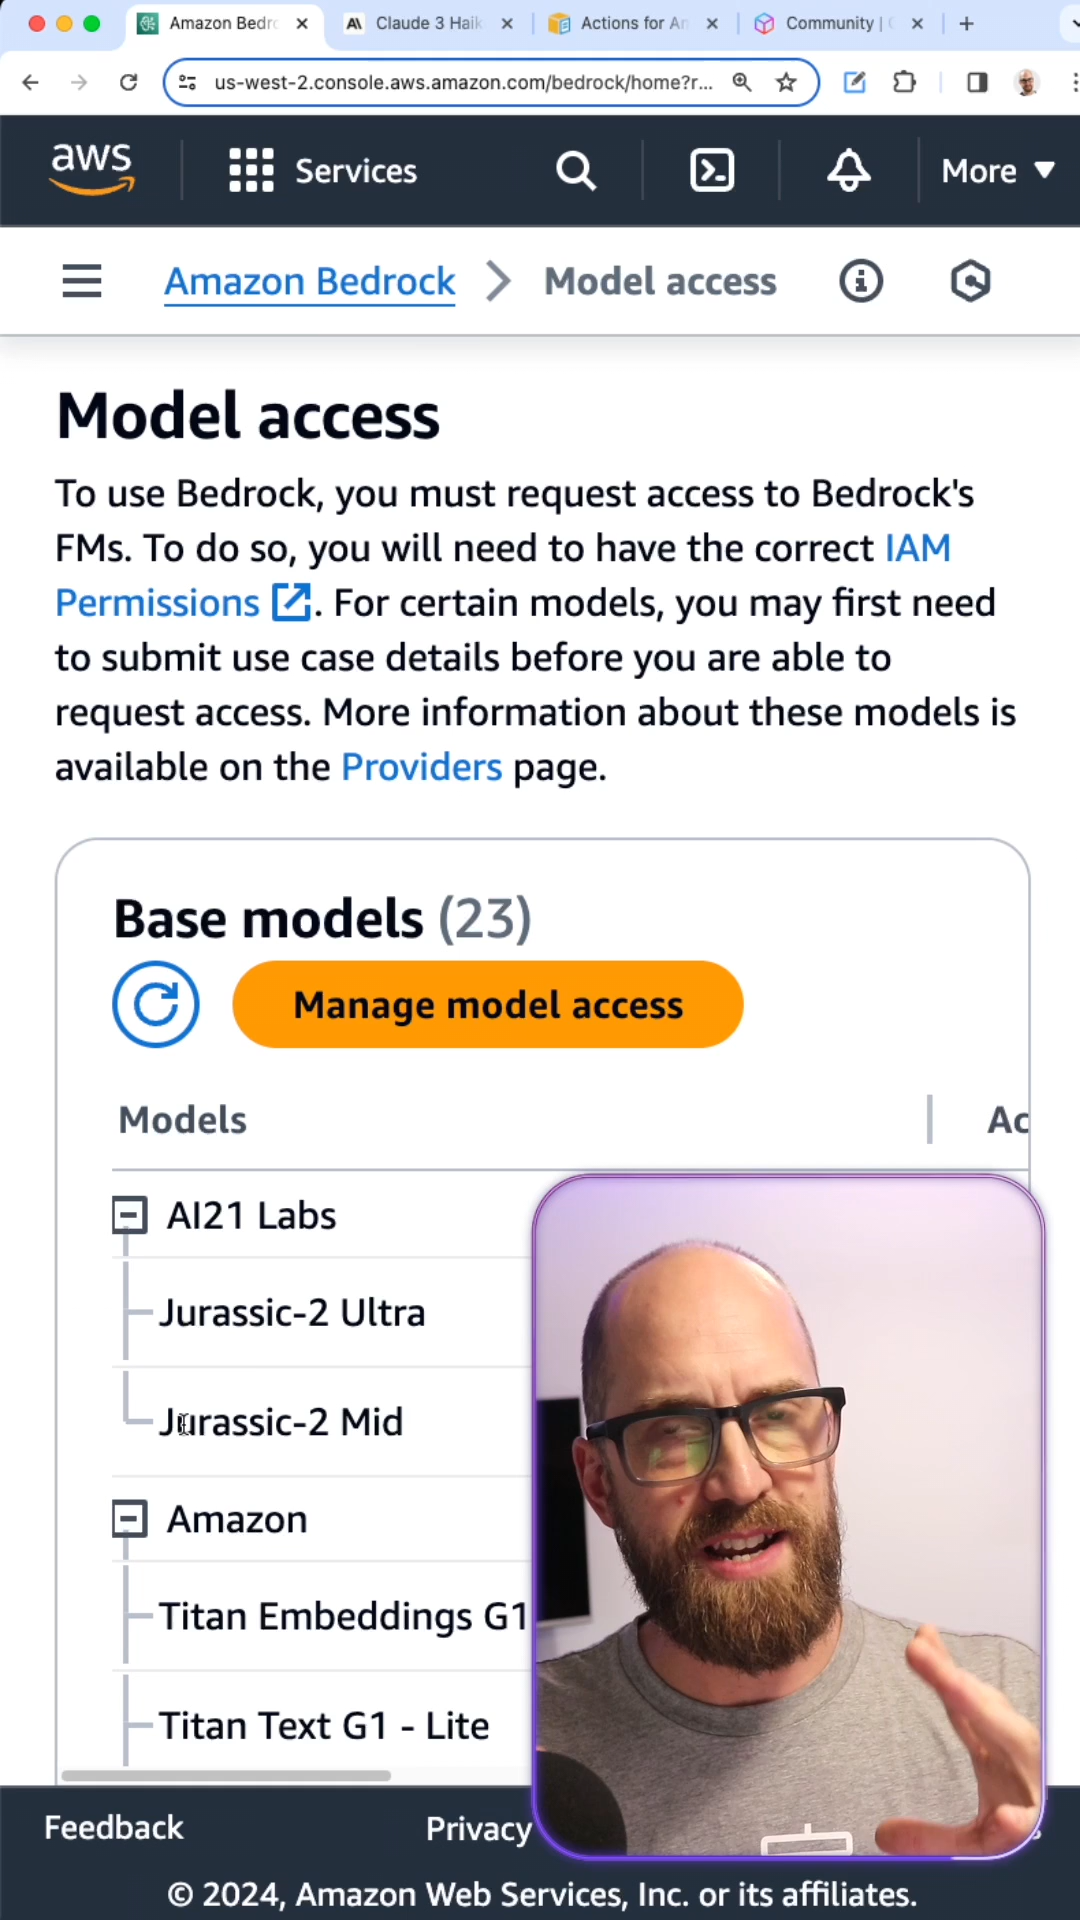 Amazon Bedro
Claude 3 Haik
Actions for Am
Community |
us-west-2.console.aws.amazon.com/bedrock/home?r...
aws
Services
More
Amazon Bedrock
Model access
Model access
To use Bedrock, you must request access to Bedrock's
FMs. To do so, you will need to have the correct IAM
Permissions . For certain models, you may first need
to submit use case details before you are able to
request access. More information about these models is
available on the Providers page.
Base models (23)
Manage model access
Models
Ac
AI21 Labs
Jurassic-2 Ultra
Jurassic-2 Mid
Amazon
Titan Embeddings G1
Titan Text G1 - Lite
Feedback
Privacy
© 2024, Amazon Web Services, Inc. or its affiliates.